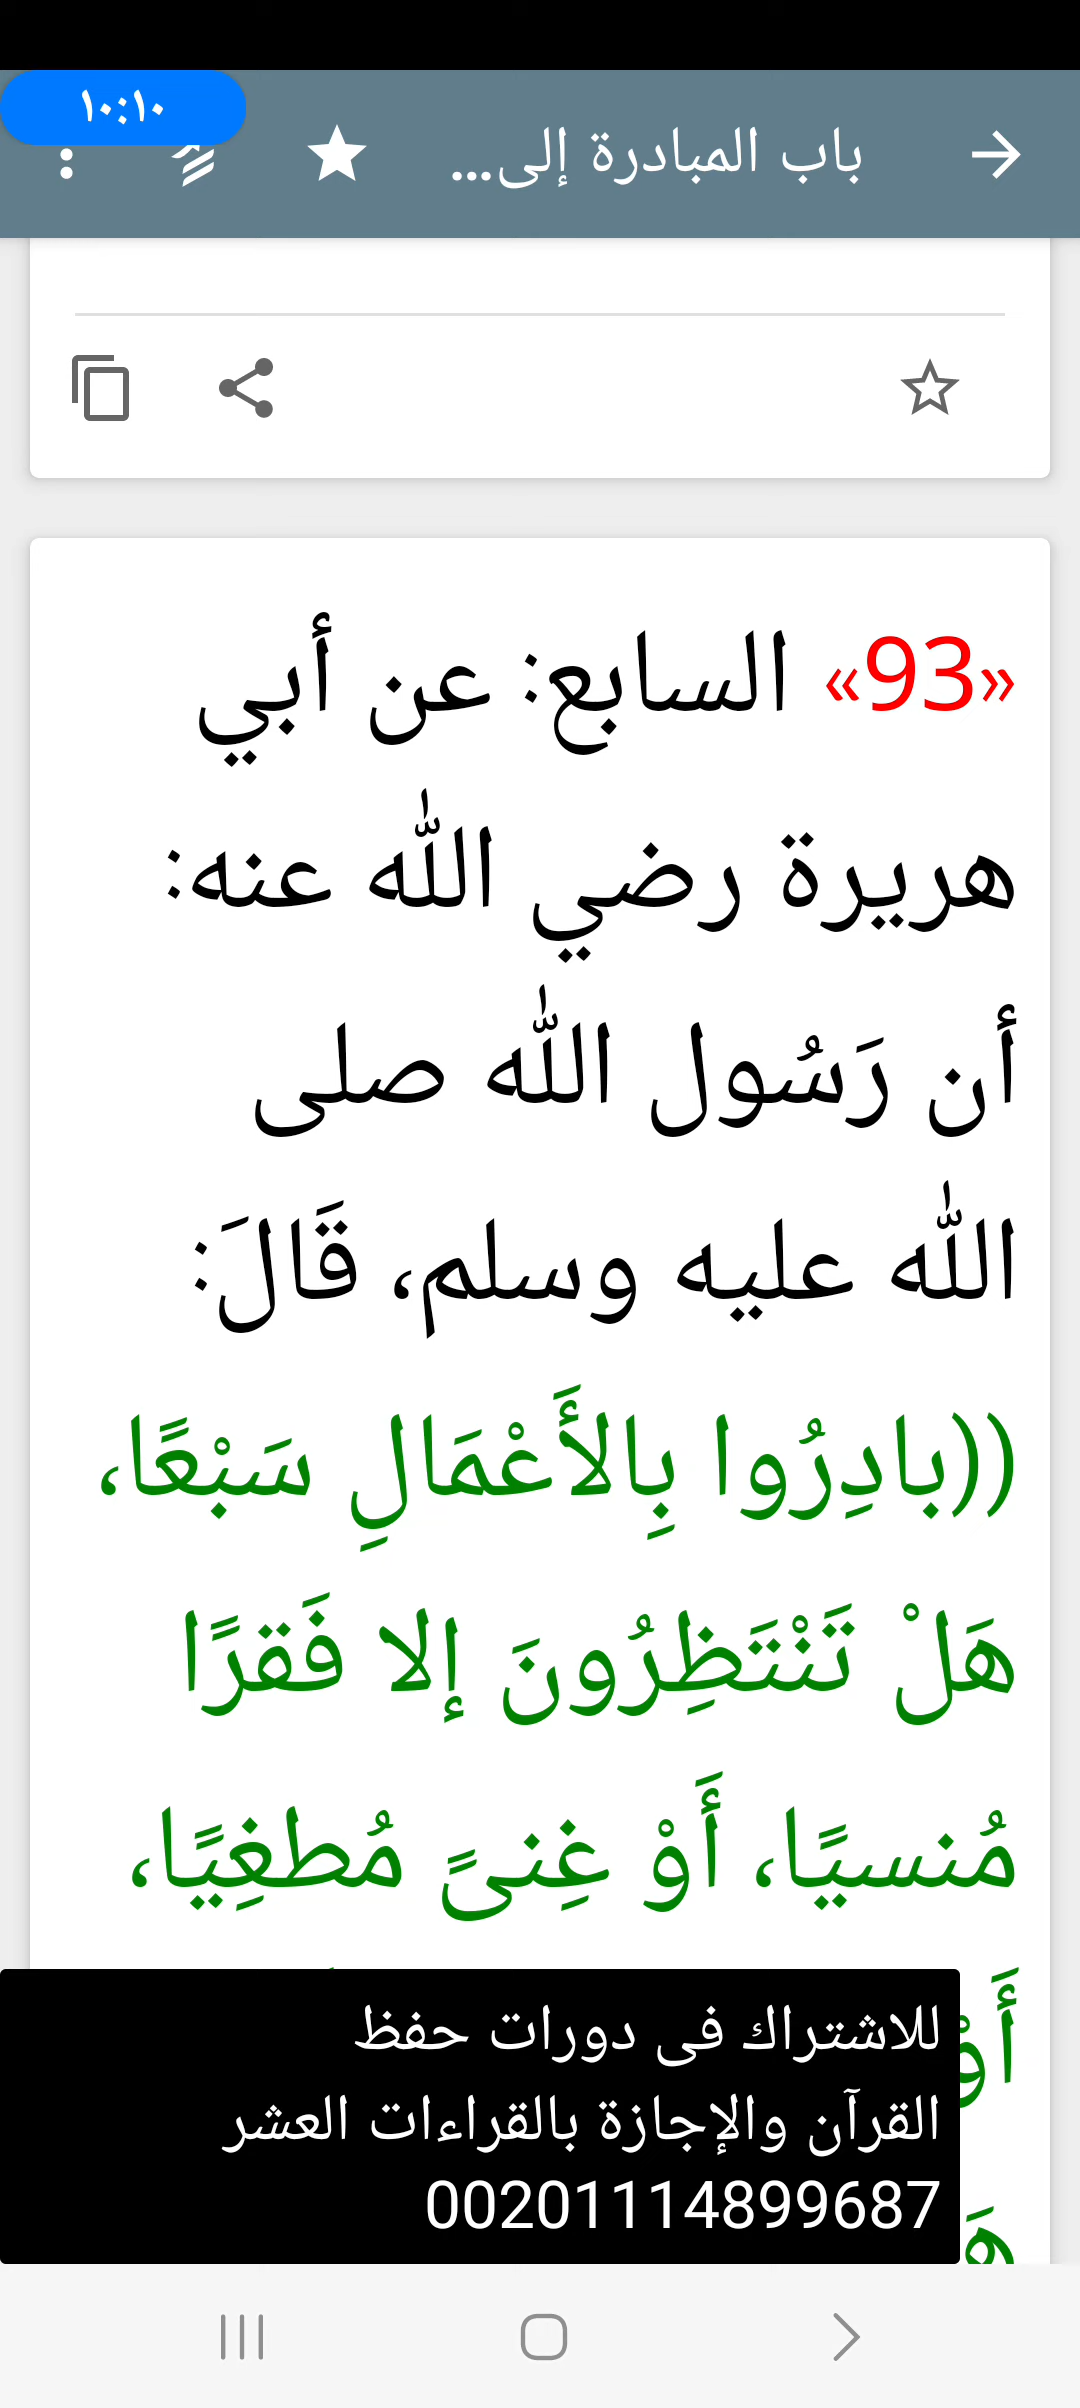 ١٠:١٠
باب المبادرة إلى...
«93» السابع: عن أبي
هريرة رضي الله عنه:
أن رَسُول الله صلى
الله عليه وسلم، قَالَ:
((بادِرُوا بِالأَعْمَالِ سَبْعًا،
هَلْ تَنْتَظِرُونَ إلا فَقرًا
مُنسيًا، أَوْ غِنىً مُطغِيًا،
أَوْ
للاشتراك فى دورات حفظ
القرآن والإجازة بالقراءات العشر
00201114899687